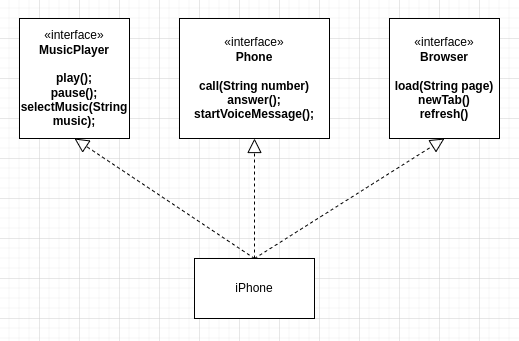 «interface»
MusicPlayer
play();
pause();
selectMusic(String
music);
«interface»
Phone
call(String number)
answer();
startVoiceMessage();
«interface»
Browser
load(String page)
newTab()
refresh()
iPhone